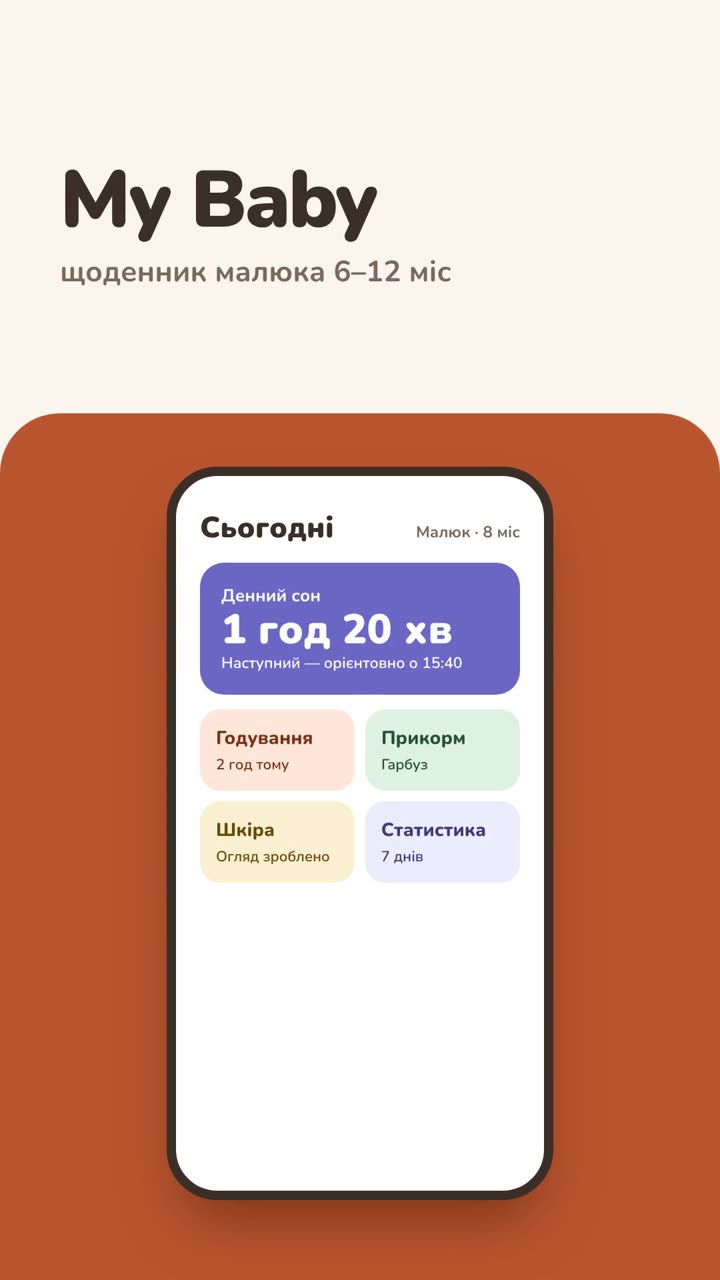 My Baby
щоденник малюка 6–12 міс
Сьогодні
Малюк · 8 міс
Денний сон
1 год 20 хв
Наступний — орієнтовно о 15:40
Годування
2 год тому
Прикорм
Гарбуз
Шкіра
Огляд зроблено
Статистика
7 днів